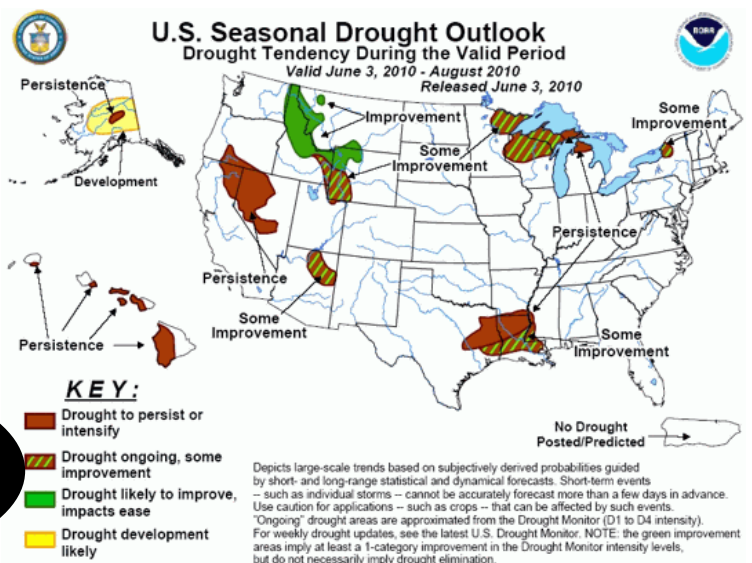 U.S. Seasonal Drought Outlook
Drought Tendency During the Valid Period
Valid June 3, 2010 - August 2010
Released June 3, 2010
NOAA
Persistence
Development
Improvement
Some
Improvement
Some
Improvement
Persistence
Persistence
Some
Improvement
Some
Improvement
Persistence
No Drought
Posted/Predicted
KEY:
Drought to persist or
intensify
Drought ongoing, some
improvement
Drought likely to improve,
impacts ease
Drought development
likely
Depicts large-scale trends based on subjectively derived probabilities guided
by short- and long-range statistical and dynamical forecasts. Short-term events
-- such as individual storms -- cannot be accurately forecast more than a few days in advance.
Use caution for applications -- such as crops -- that can be affected by such events.
"Ongoing" drought areas are approximated from the Drought Monitor (D1 to D4 intensity).
For weekly drought updates, see the latest U.S. Drought Monitor. NOTE: the green improvement
areas imply at least a 1-category improvement in the Drought Monitor intensity levels,
but do not necessarily imply drought elimination.